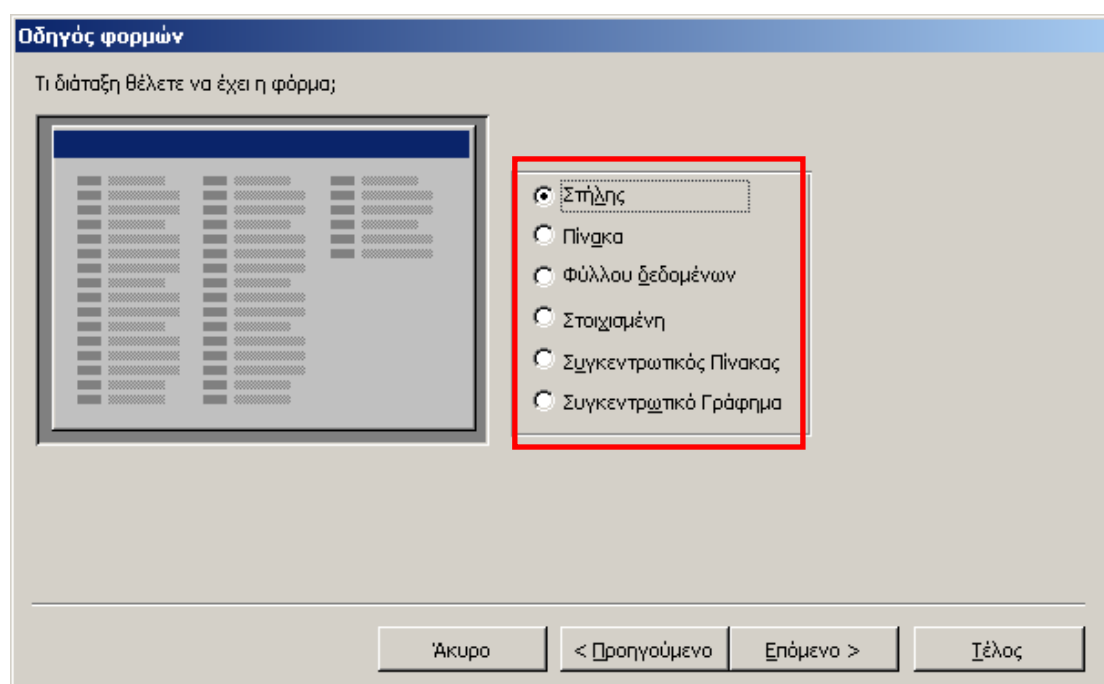 Οδηγός φορμών
Τι διάταξη θέλετε να έχει η φόρμα;
Στήλης
Πίνακα
Φύλλου δεδομένων
Στοιχισμένη
Συγκεντρωτικός Πίνακας
Συγκεντρωτικό Γράφημα
Άκυρο
< Προηγούμενο
Επόμενο >
Τέλος